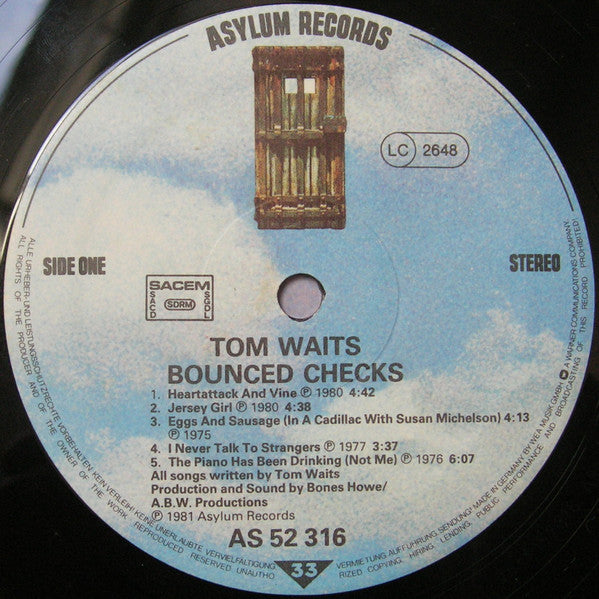 ASYLUM RECORDS
LC 2648
SIDE ONE
STEREO
SACEM
SACD SDRM SGDL
TOM WAITS
BOUNCED CHECKS
1. Heartattack And Vine ℗ 1980 4:42
2. Jersey Girl ℗ 1980 4:38
3. Eggs And Sausage (In A Cadillac With Susan Michelson) 4:13
℗ 1975
4. I Never Talk To Strangers ℗ 1977 3:37
5. The Piano Has Been Drinking (Not Me) ℗ 1976 6:07
All songs written by Tom Waits
Production and Sound by Bones Howe/
A.B.W. Productions
℗ 1981 Asylum Records
AS 52 316
33
ALLE URHEBER- UND LEISTUNGSSCHUTZRECHTE VORBEHALTEN. KEIN VERLEIH! KEINE UNERLAUBTE VERVIELFÄLTIGUNG, VERMIETUNG, AUFFÜHRUNG, SENDUNG! MADE IN GERMANY BY WEA MUSIK GMBH. A WARNER COMMUNICATIONS COMPANY.
ALL RIGHTS OF THE PRODUCER AND OF THE OWNER OF THE WORK REPRODUCED RESERVED. UNAUTHORIZED COPYING, HIRING, LENDING, PUBLIC PERFORMANCE AND BROADCASTING OF THIS RECORD PROHIBITED!